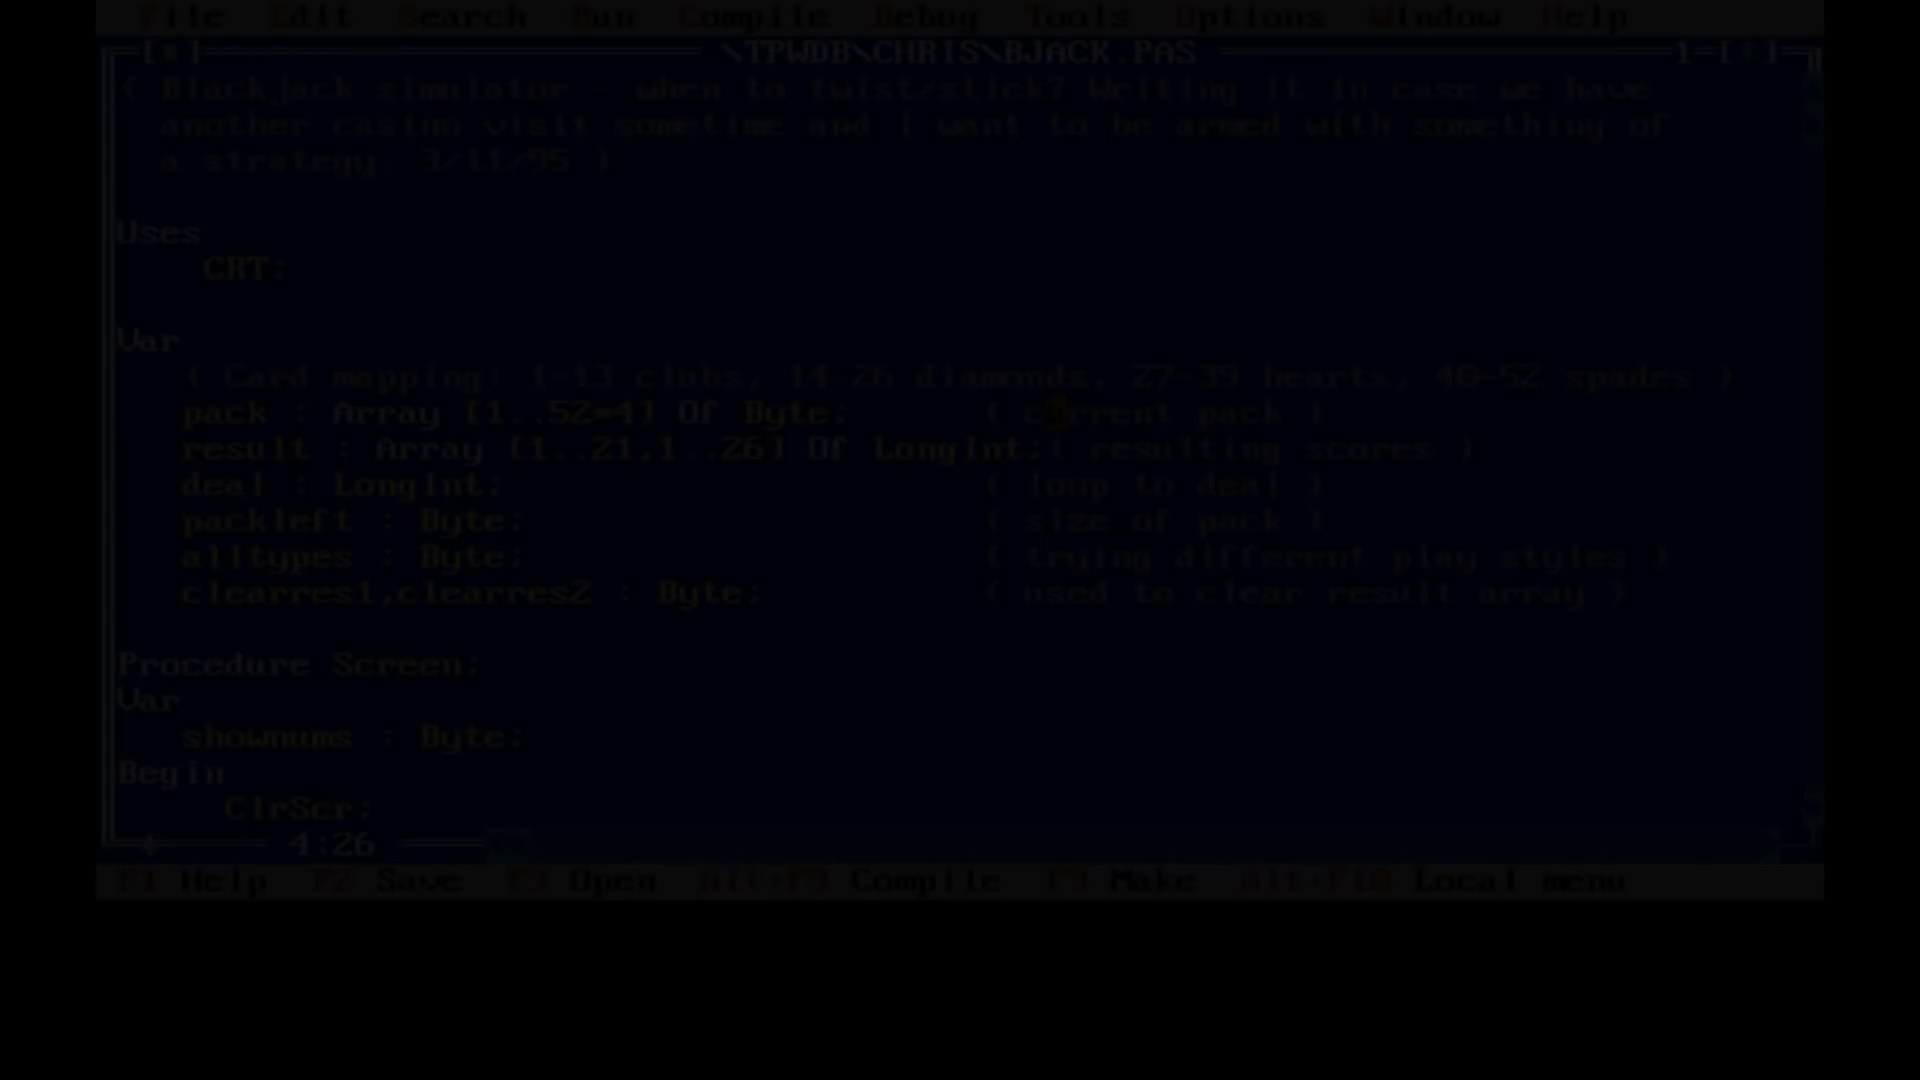 File Edit Search Run Compile Debug Tools Options Window Help
\TPWDB\CHRIS\BJACK.PAS 1
{ Blackjack simulator - when to twist/stick? Writing it in case we have
another casino visit sometime and I want to be armed with something of
a strategy. 3/11/95 }
Uses
CRT;
Var
{ Card mapping: 1-13 clubs, 14-26 diamonds, 27-39 hearts, 40-52 spades }
pack : Array [1..52*4] Of Byte; { current pack }
result : Array [1..21,1..26] Of LongInt;{ resulting scores }
deal : LongInt; { loop to deal }
packleft : Byte; { size of pack }
alltypes : Byte; { trying different play styles }
clearres1,clearres2 : Byte; { used to clear result array }
Procedure Screen;
Var
shownums : Byte;
Begin
ClrScr;
4:26
F1 Help F2 Save F3 Open Alt+F9 Compile F9 Make Alt+F10 Local menu